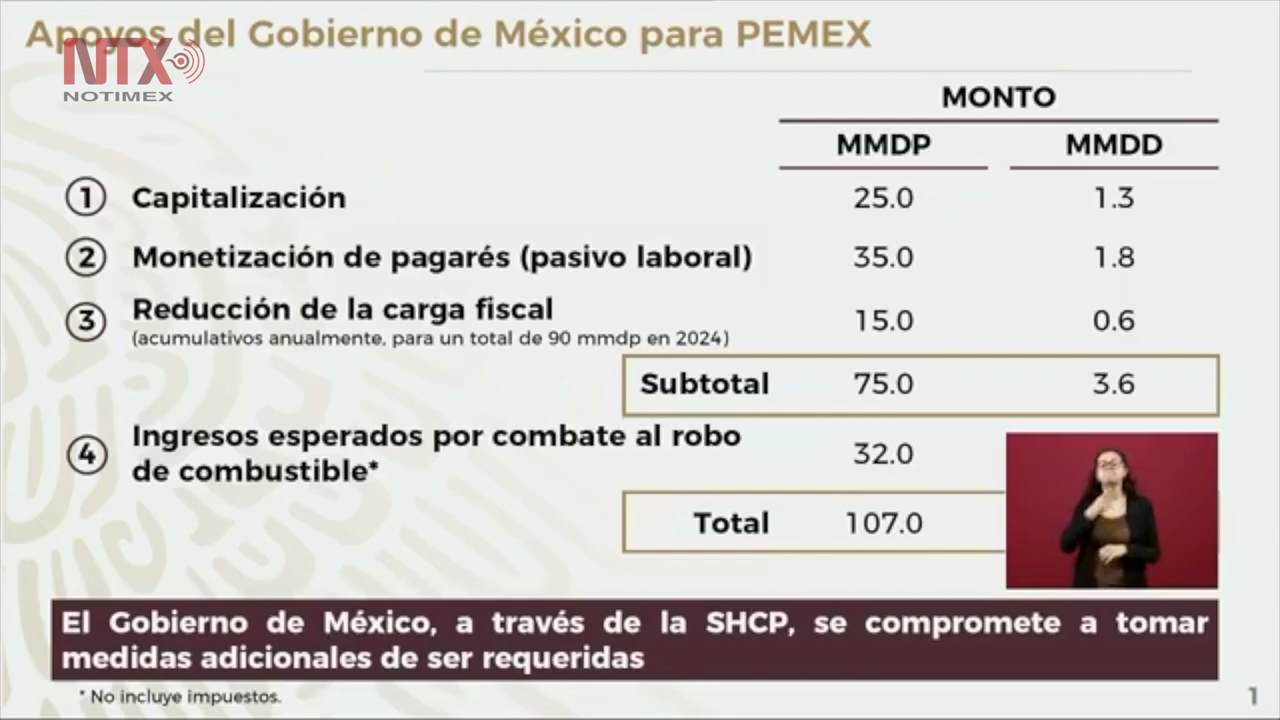 Apoyos del Gobierno de México para PEMEX
NTX
NOTIMEX
MONTO
MMDP MMDD
1 Capitalización 25.0 1.3
2 Monetización de pagarés (pasivo laboral) 35.0 1.8
3 Reducción de la carga fiscal 15.0 0.6
(acumulativos anualmente, para un total de 90 mmdp en 2024)
Subtotal 75.0 3.6
4 Ingresos esperados por combate al robo
de combustible* 32.0
Total 107.0
El Gobierno de México, a través de la SHCP, se compromete a tomar
medidas adicionales de ser requeridas
* No incluye impuestos.
1